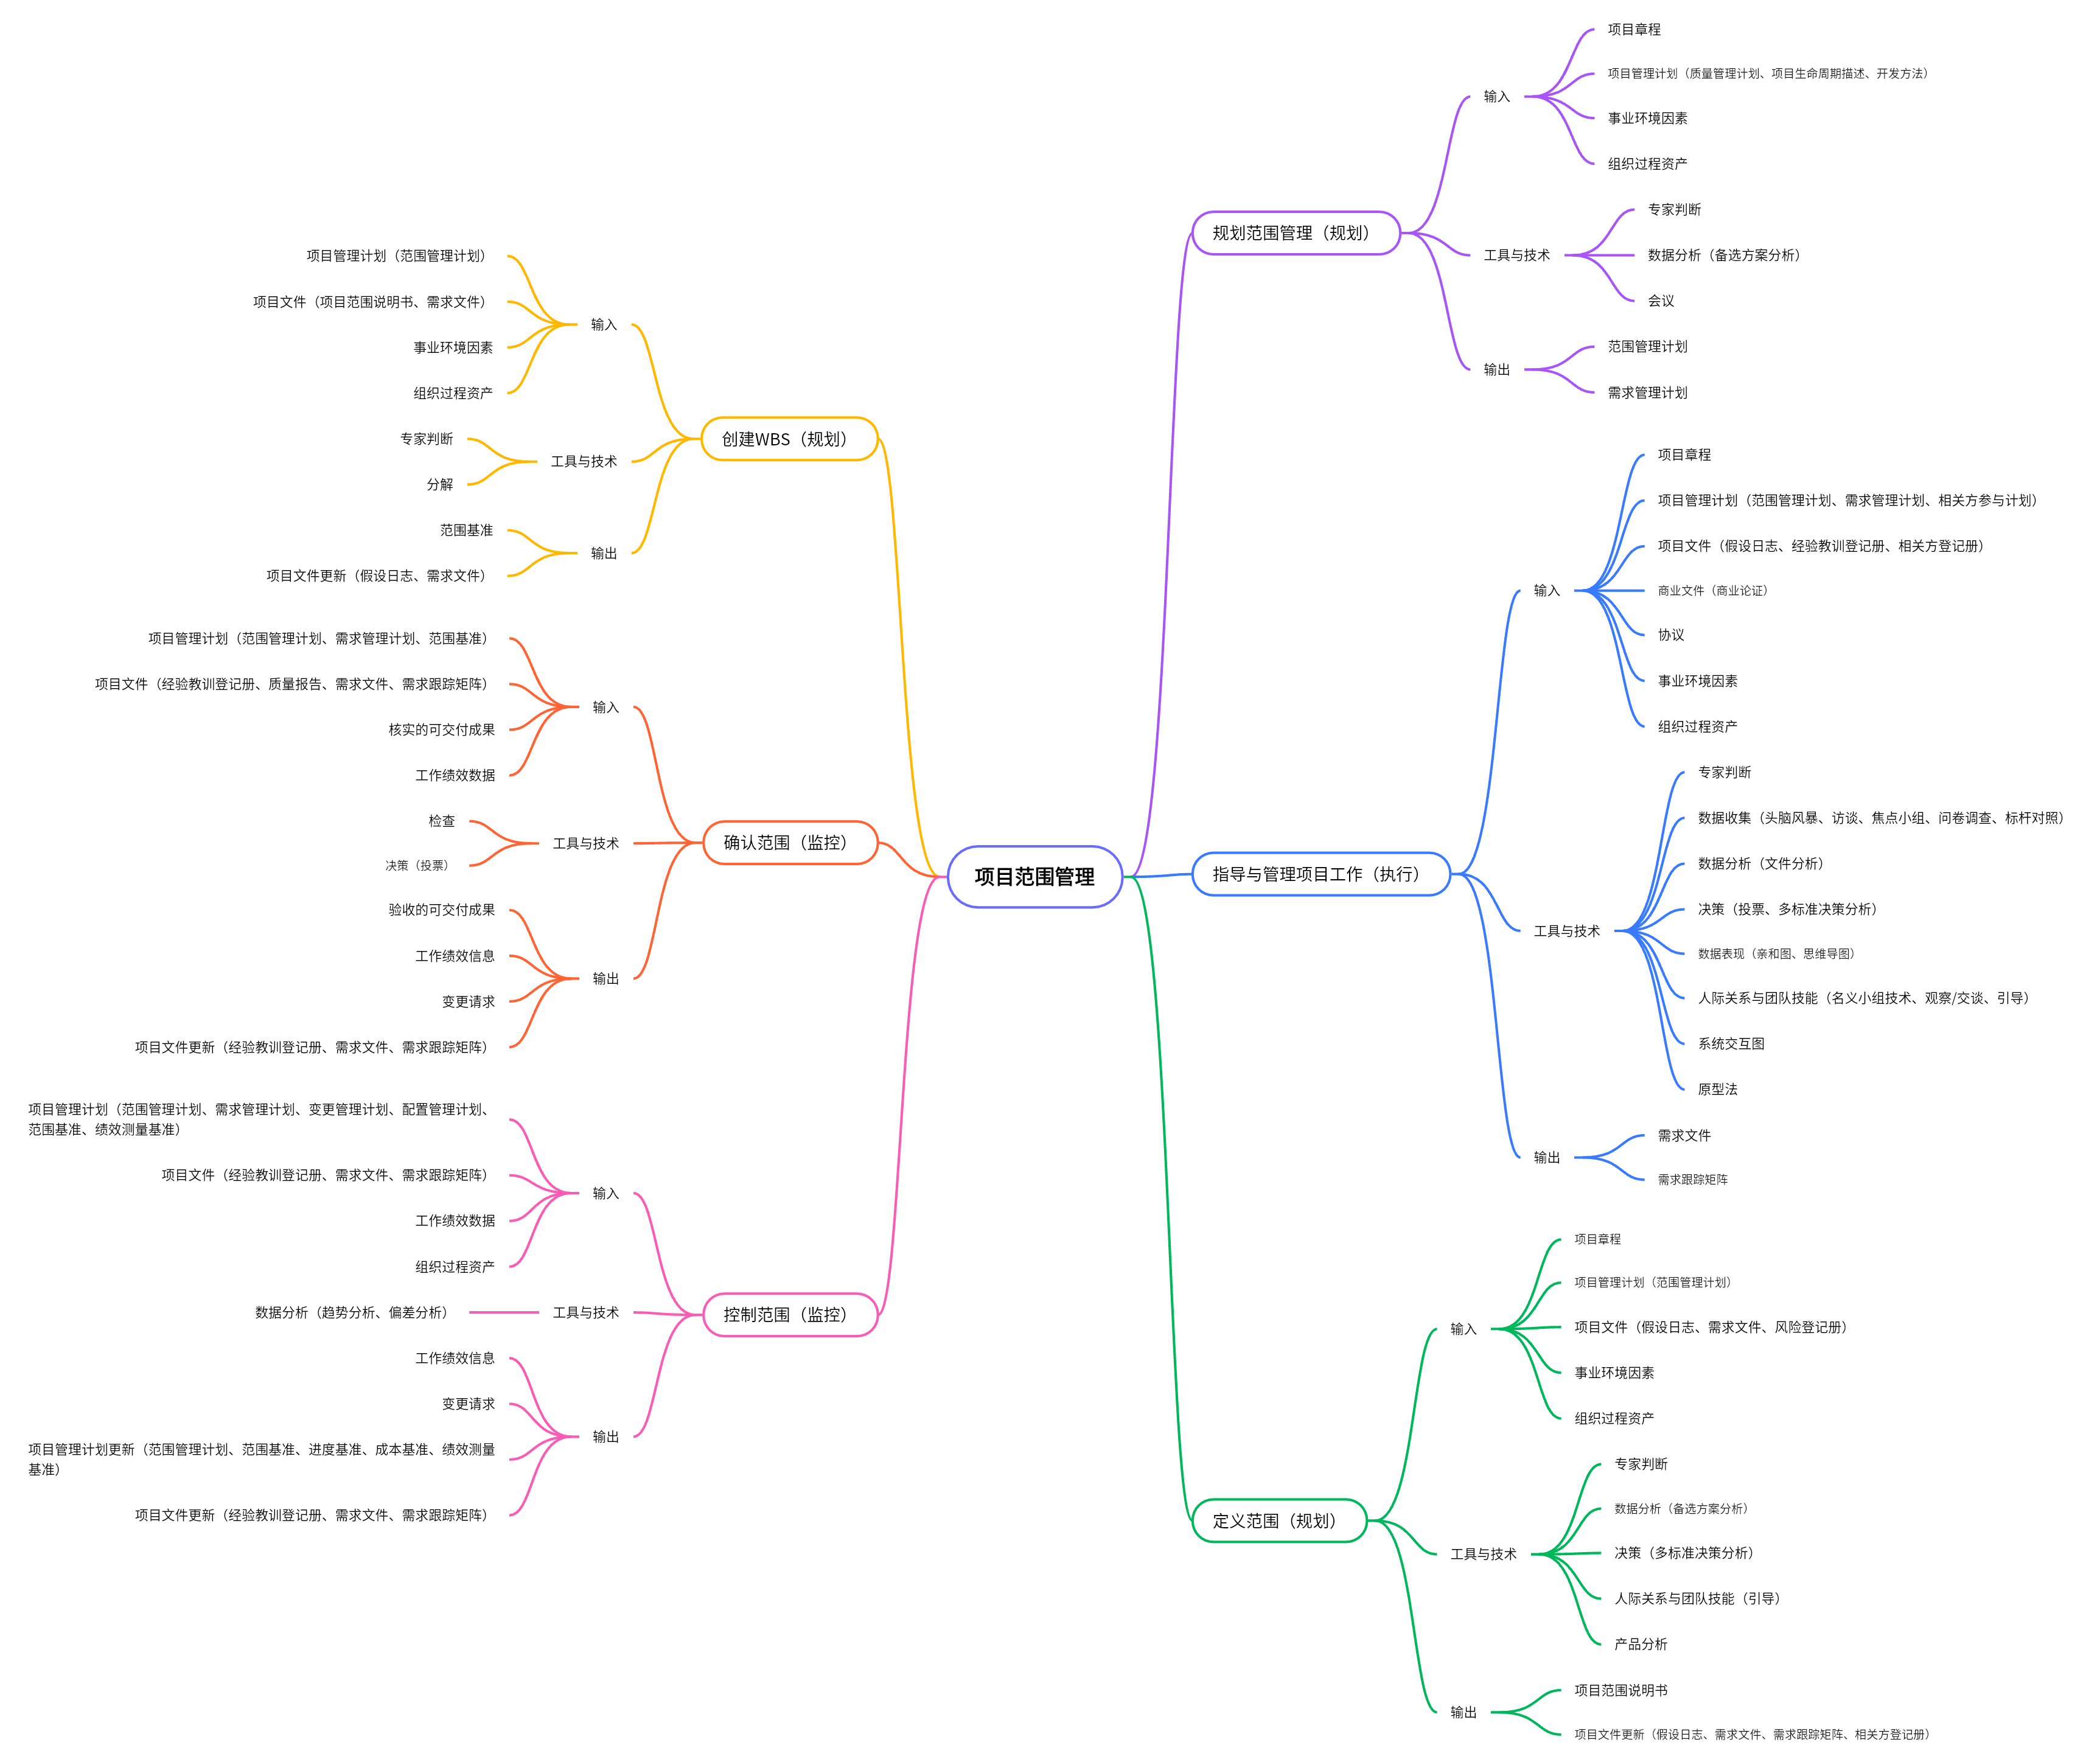 项目范围管理
规划范围管理（规划）
输入
项目章程
项目管理计划（质量管理计划、项目生命周期描述、开发方法）
事业环境因素
组织过程资产
工具与技术
专家判断
数据分析（备选方案分析）
会议
输出
范围管理计划
需求管理计划
指导与管理项目工作（执行）
输入
项目章程
项目管理计划（范围管理计划、需求管理计划、相关方参与计划）
项目文件（假设日志、经验教训登记册、相关方登记册）
商业文件（商业论证）
协议
事业环境因素
组织过程资产
工具与技术
专家判断
数据收集（头脑风暴、访谈、焦点小组、问卷调查、标杆对照）
数据分析（文件分析）
决策（投票、多标准决策分析）
数据表现（亲和图、思维导图）
人际关系与团队技能（名义小组技术、观察/交谈、引导）
系统交互图
原型法
输出
需求文件
需求跟踪矩阵
定义范围（规划）
输入
项目章程
项目管理计划（范围管理计划）
项目文件（假设日志、需求文件、风险登记册）
事业环境因素
组织过程资产
工具与技术
专家判断
数据分析（备选方案分析）
决策（多标准决策分析）
人际关系与团队技能（引导）
产品分析
输出
项目范围说明书
项目文件更新（假设日志、需求文件、需求跟踪矩阵、相关方登记册）
创建WBS（规划）
输入
项目管理计划（范围管理计划）
项目文件（项目范围说明书、需求文件）
事业环境因素
组织过程资产
工具与技术
专家判断
分解
输出
范围基准
项目文件更新（假设日志、需求文件）
确认范围（监控）
输入
项目管理计划（范围管理计划、需求管理计划、范围基准）
项目文件（经验教训登记册、质量报告、需求文件、需求跟踪矩阵）
核实的可交付成果
工作绩效数据
工具与技术
检查
决策（投票）
输出
验收的可交付成果
工作绩效信息
变更请求
项目文件更新（经验教训登记册、需求文件、需求跟踪矩阵）
控制范围（监控）
输入
项目管理计划（范围管理计划、需求管理计划、变更管理计划、配置管理计划、
范围基准、绩效测量基准）
项目文件（经验教训登记册、需求文件、需求跟踪矩阵）
工作绩效数据
组织过程资产
工具与技术
数据分析（趋势分析、偏差分析）
输出
工作绩效信息
变更请求
项目管理计划更新（范围管理计划、范围基准、进度基准、成本基准、绩效测量
基准）
项目文件更新（经验教训登记册、需求文件、需求跟踪矩阵）